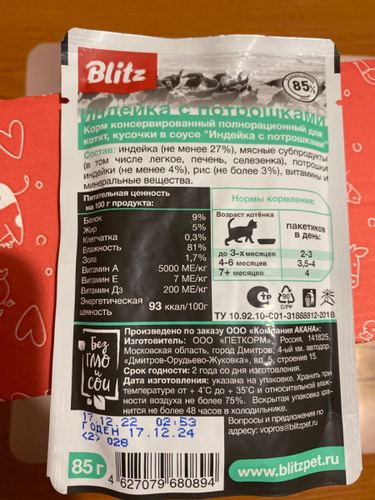 Blitz
85%
Индейка с потрошками
Корм консервированный полнорационный для
котят, кусочки в соусе "Индейка с потрошками"
Состав: индейка (не менее 27%), мясные субпродукты
(в том числе легкое, печень, селезенка), потрошки
индейки (не менее 4%), рис (не более 3%), витамины и
минеральные вещества.
Питательная ценность
на 100 г продукта:
Белок 9%
Жир 5%
Клетчатка 0,3%
Влажность 81%
Зола 1,7%
Витамин А 5000 МЕ/кг
Витамин Е 7 МЕ/кг
Витамин Д3 200 МЕ/кг
Энергетическая
ценность 93 ккал/100г
Нормы кормления:
Возраст котёнка
пакетиков
в день:
до 3-х месяцев 2-3
4-6 месяцев 3,5-4
7+ месяцев 4
ТУ 10.92.10-С01-31888812-2018
Без
ГМО
и
сои
Произведено по заказу ООО «Компания АКАНА».
Изготовитель: ООО "ПЕТКОРМ", Россия, 141825,
Московская область, город Дмитров, 4-ый км. автодор.
«Дмитров-Орудьево-Жуковка», вл. 5, строение 15.
Срок годности: 2 года со дня изготовления.
Дата изготовления: указана на упаковке. Хранить при
температуре от + 4°С до + 35°С и относительной влаж-
ности воздуха не более 75%. Вскрытая упаковка хра-
нится не более 48 часов в холодильнике.
17.12.22 02:53
ГОДЕН 17.12.24
<2> 028
Вопросы и предложения по
адресу: vopros@blitzpet.ru
85 г
4 627079 680894
www.blitzpet.ru